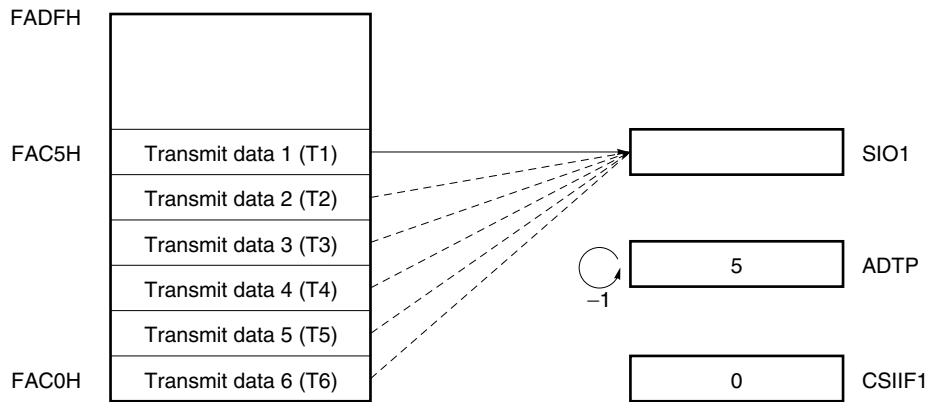 FADFH
FAC5H Transmit data 1 (T1) SIO1
Transmit data 2 (T2)
Transmit data 3 (T3)
5 ADTP
−1
Transmit data 4 (T4)
Transmit data 5 (T5)
FAC0H Transmit data 6 (T6) 0 CSIIF1